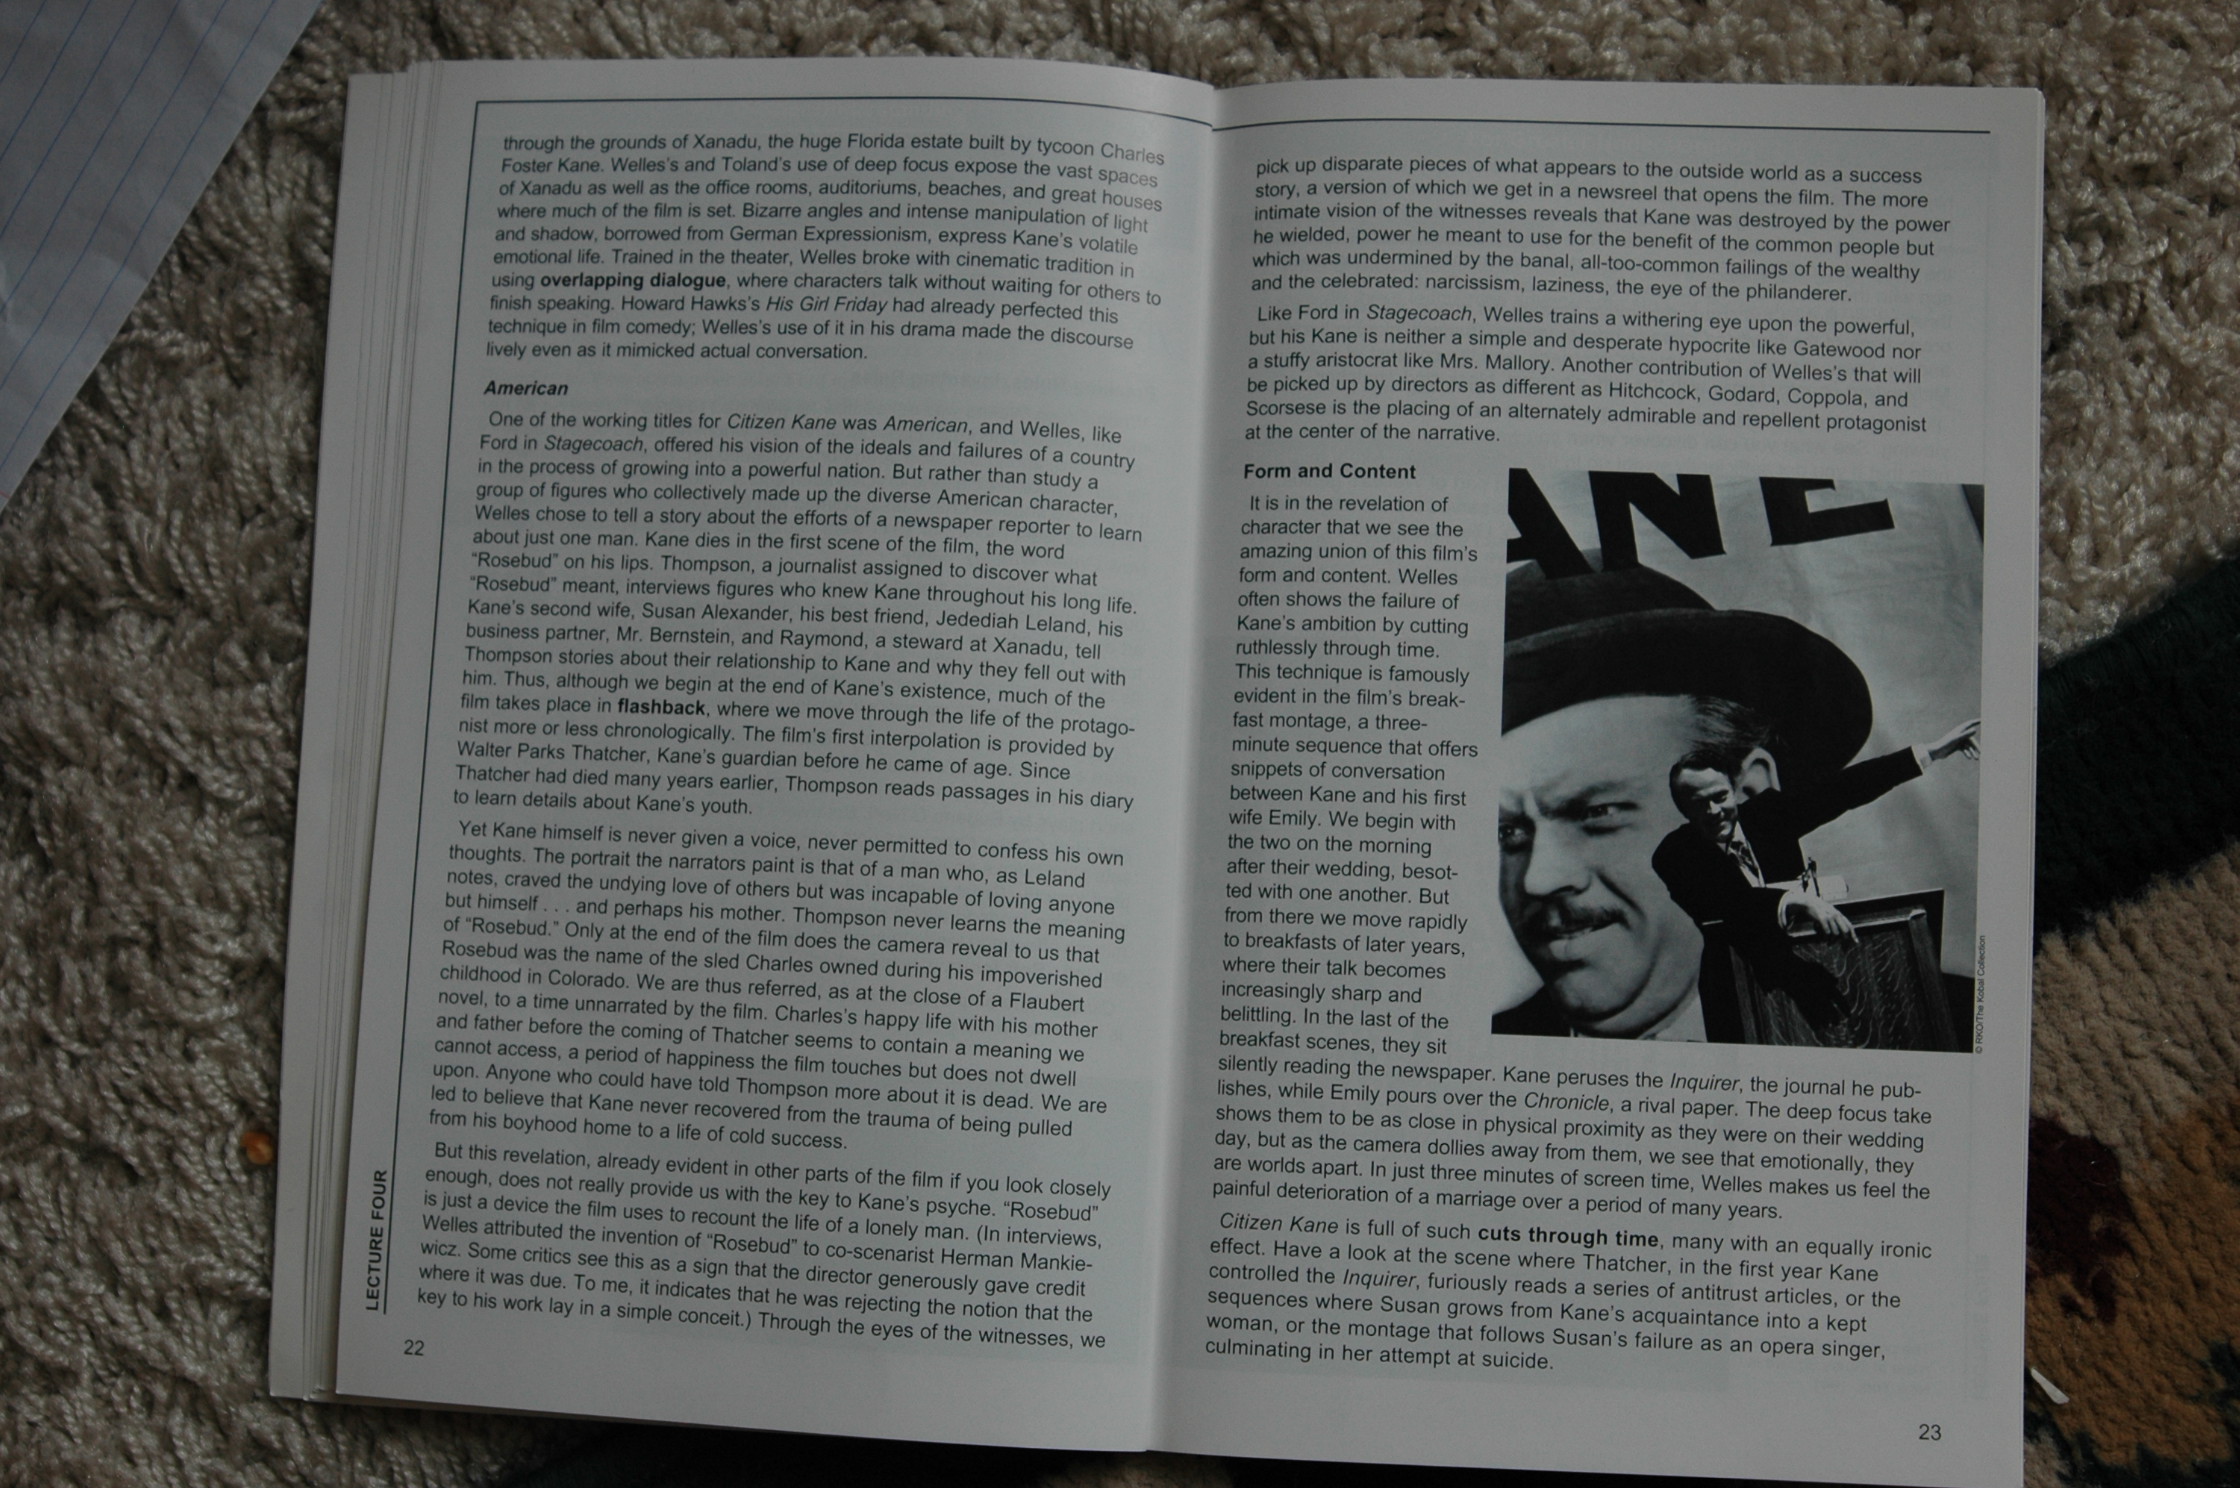 through the grounds of Xanadu, the huge Florida estate built by tycoon Charles
Foster Kane. Welles's and Toland's use of deep focus expose the vast spaces
of Xanadu as well as the office rooms, auditoriums, beaches, and great houses
where much of the film is set. Bizarre angles and intense manipulation of light
and shadow, borrowed from German Expressionism, express Kane's volatile
emotional life. Trained in the theater, Welles broke with cinematic tradition in
using overlapping dialogue, where characters talk without waiting for others to
finish speaking. Howard Hawks's His Girl Friday had already perfected this
technique in film comedy; Welles's use of it in his drama made the discourse
lively even as it mimicked actual conversation.
American
One of the working titles for Citizen Kane was American, and Welles, like
Ford in Stagecoach, offered his vision of the ideals and failures of a country
in the process of growing into a powerful nation. But rather than study a
group of figures who collectively made up the diverse American character,
Welles chose to tell a story about the efforts of a newspaper reporter to learn
about just one man. Kane dies in the first scene of the film, the word
“Rosebud” on his lips. Thompson, a journalist assigned to discover what
“Rosebud” meant, interviews figures who knew Kane throughout his long life.
Kane's second wife, Susan Alexander, his best friend, Jedediah Leland, his
business partner, Mr. Bernstein, and Raymond, a steward at Xanadu, tell
Thompson stories about their relationship to Kane and why they fell out with
him. Thus, although we begin at the end of Kane's existence, much of the
film takes place in flashback, where we move through the life of the protago-
nist more or less chronologically. The film's first interpolation is provided by
Walter Parks Thatcher, Kane's guardian before he came of age. Since
Thatcher had died many years earlier, Thompson reads passages in his diary
to learn details about Kane's youth.
Yet Kane himself is never given a voice, never permitted to confess his own
thoughts. The portrait the narrators paint is that of a man who, as Leland
notes, craved the undying love of others but was incapable of loving anyone
but himself . . . and perhaps his mother. Thompson never learns the meaning
of “Rosebud.” Only at the end of the film does the camera reveal to us that
Rosebud was the name of the sled Charles owned during his impoverished
childhood in Colorado. We are thus referred, as at the close of a Flaubert
novel, to a time unnarrated by the film. Charles's happy life with his mother
and father before the coming of Thatcher seems to contain a meaning we
cannot access, a period of happiness the film touches but does not dwell
upon. Anyone who could have told Thompson more about it is dead. We are
led to believe that Kane never recovered from the trauma of being pulled
from his boyhood home to a life of cold success.
But this revelation, already evident in other parts of the film if you look closely
enough, does not really provide us with the key to Kane's psyche. “Rosebud”
is just a device the film uses to recount the life of a lonely man. (In interviews,
Welles attributed the invention of “Rosebud” to co-scenarist Herman Mankie-
wicz. Some critics see this as a sign that the director generously gave credit
where it was due. To me, it indicates that he was rejecting the notion that the
key to his work lay in a simple conceit.) Through the eyes of the witnesses, we
LECTURE FOUR
22
pick up disparate pieces of what appears to the outside world as a success
story, a version of which we get in a newsreel that opens the film. The more
intimate vision of the witnesses reveals that Kane was destroyed by the power
he wielded, power he meant to use for the benefit of the common people but
which was undermined by the banal, all-too-common failings of the wealthy
and the celebrated: narcissism, laziness, the eye of the philanderer.
Like Ford in Stagecoach, Welles trains a withering eye upon the powerful,
but his Kane is neither a simple and desperate hypocrite like Gatewood nor
a stuffy aristocrat like Mrs. Mallory. Another contribution of Welles's that will
be picked up by directors as different as Hitchcock, Godard, Coppola, and
Scorsese is the placing of an alternately admirable and repellent protagonist
at the center of the narrative.
Form and Content
It is in the revelation of
character that we see the
amazing union of this film's
form and content. Welles
often shows the failure of
Kane's ambition by cutting
ruthlessly through time.
This technique is famously
evident in the film's break-
fast montage, a three-
minute sequence that offers
snippets of conversation
between Kane and his first
wife Emily. We begin with
the two on the morning
after their wedding, besot-
ted with one another. But
from there we move rapidly
to breakfasts of later years,
where their talk becomes
increasingly sharp and
belittling. In the last of the
breakfast scenes, they sit
silently reading the newspaper. Kane peruses the Inquirer, the journal he pub-
lishes, while Emily pours over the Chronicle, a rival paper. The deep focus take
shows them to be as close in physical proximity as they were on their wedding
day, but as the camera dollies away from them, we see that emotionally, they
are worlds apart. In just three minutes of screen time, Welles makes us feel the
painful deterioration of a marriage over a period of many years.
Citizen Kane is full of such cuts through time, many with an equally ironic
effect. Have a look at the scene where Thatcher, in the first year Kane
controlled the Inquirer, furiously reads a series of antitrust articles, or the
sequences where Susan grows from Kane's acquaintance into a kept
woman, or the montage that follows Susan's failure as an opera singer,
culminating in her attempt at suicide.
ANE
© RKO/The Kobal Collection
23